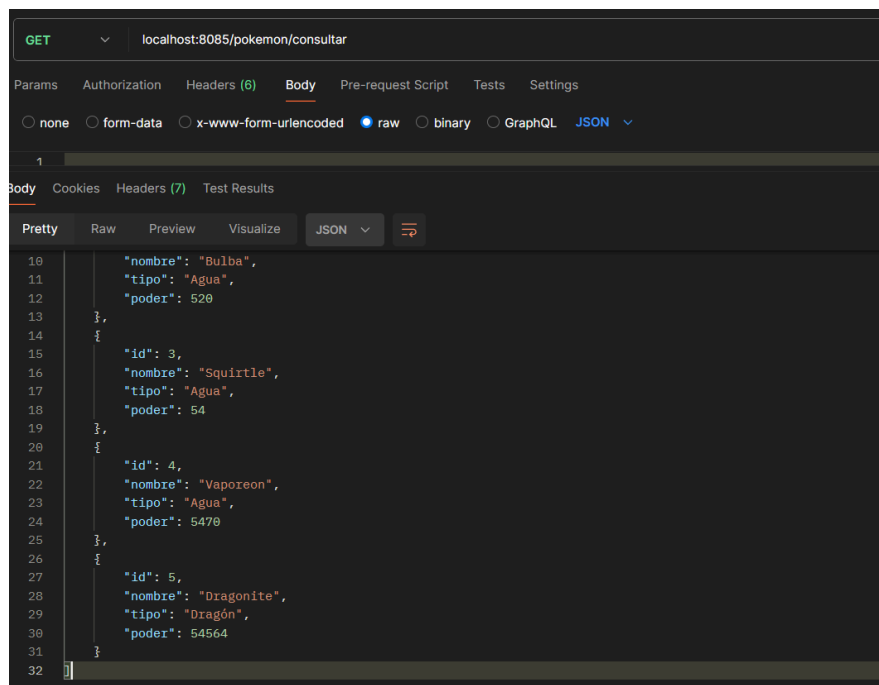 GET localhost:8085/pokemon/consultar
Params Authorization Headers (6) Body Pre-request Script Tests Settings
none form-data x-www-form-urlencoded raw binary GraphQL JSON
1
Body Cookies Headers (7) Test Results
Pretty Raw Preview Visualize JSON
10 "nombre": "Bulba",
11 "tipo": "Agua",
12 "poder": 520
13 },
14 {
15 "id": 3,
16 "nombre": "Squirtle",
17 "tipo": "Agua",
18 "poder": 54
19 },
20 {
21 "id": 4,
22 "nombre": "Vaporeon",
23 "tipo": "Agua",
24 "poder": 5470
25 },
26 {
27 "id": 5,
28 "nombre": "Dragonite",
29 "tipo": "Dragón",
30 "poder": 54564
31 }
32 ]